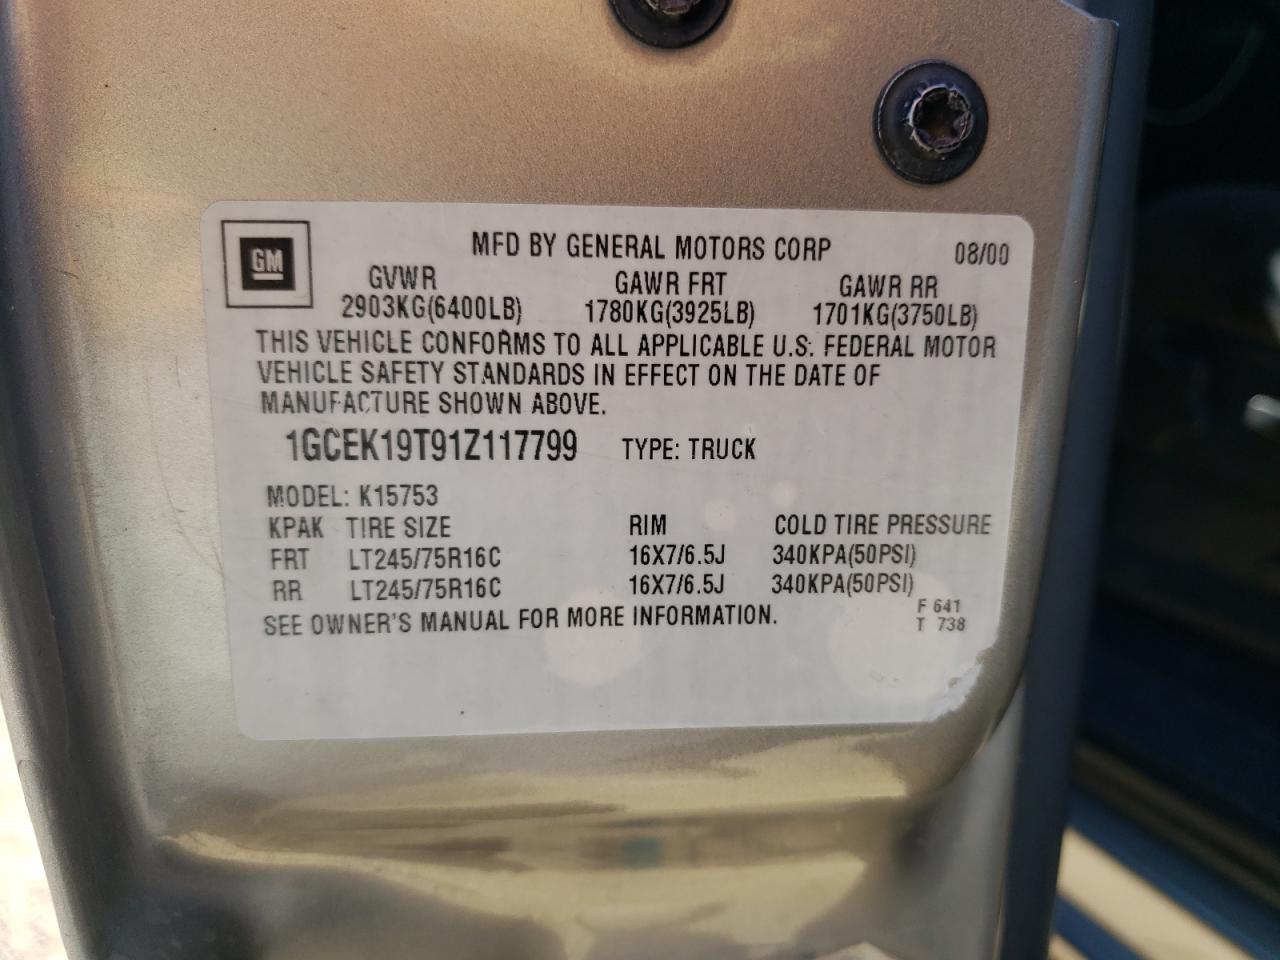 GM
MFD BY GENERAL MOTORS CORP 08/00
GVWR GAWR FRT GAWR RR
2903KG(6400LB) 1780KG(3925LB) 1701KG(3750LB)
THIS VEHICLE CONFORMS TO ALL APPLICABLE U.S. FEDERAL MOTOR
VEHICLE SAFETY STANDARDS IN EFFECT ON THE DATE OF
MANUFACTURE SHOWN ABOVE.
1GCEK19T91Z117799 TYPE: TRUCK
MODEL: K15753
KPAK TIRE SIZE RIM COLD TIRE PRESSURE
FRT LT245/75R16C 16X7/6.5J 340KPA(50PSI)
RR LT245/75R16C 16X7/6.5J 340KPA(50PSI)
SEE OWNER'S MANUAL FOR MORE INFORMATION.
F 641
T 738